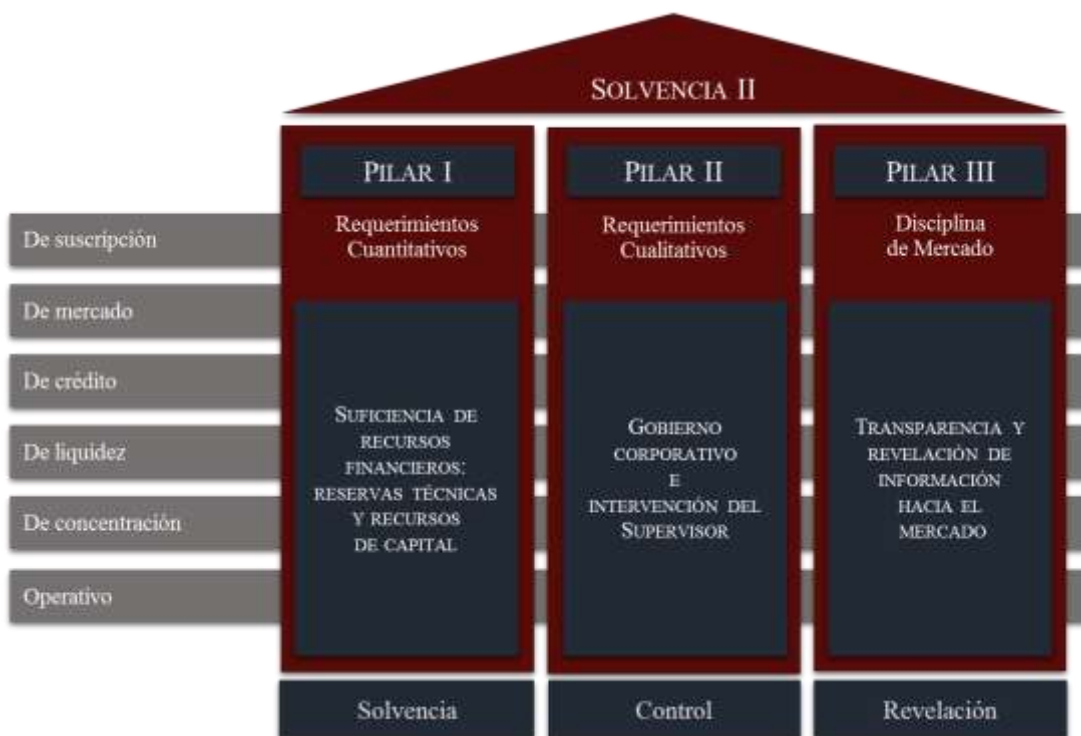 SOLVENCIA II
PILAR I
PILAR II
PILAR III
De suscripción
Requerimientos
Cuantitativos
Requerimientos
Cualitativos
Disciplina
de Mercado
De mercado
De crédito
De liquidez
De concentración
Operativo
SUFICIENCIA DE
RECURSOS
FINANCIEROS:
RESERVAS TÉCNICAS
Y RECURSOS
DE CAPITAL
GOBIERNO
CORPORATIVO
E
INTERVENCIÓN DEL
SUPERVISOR
TRANSPARENCIA Y
REVELACIÓN DE
INFORMACIÓN
HACIA EL
MERCADO
Solvencia
Control
Revelación